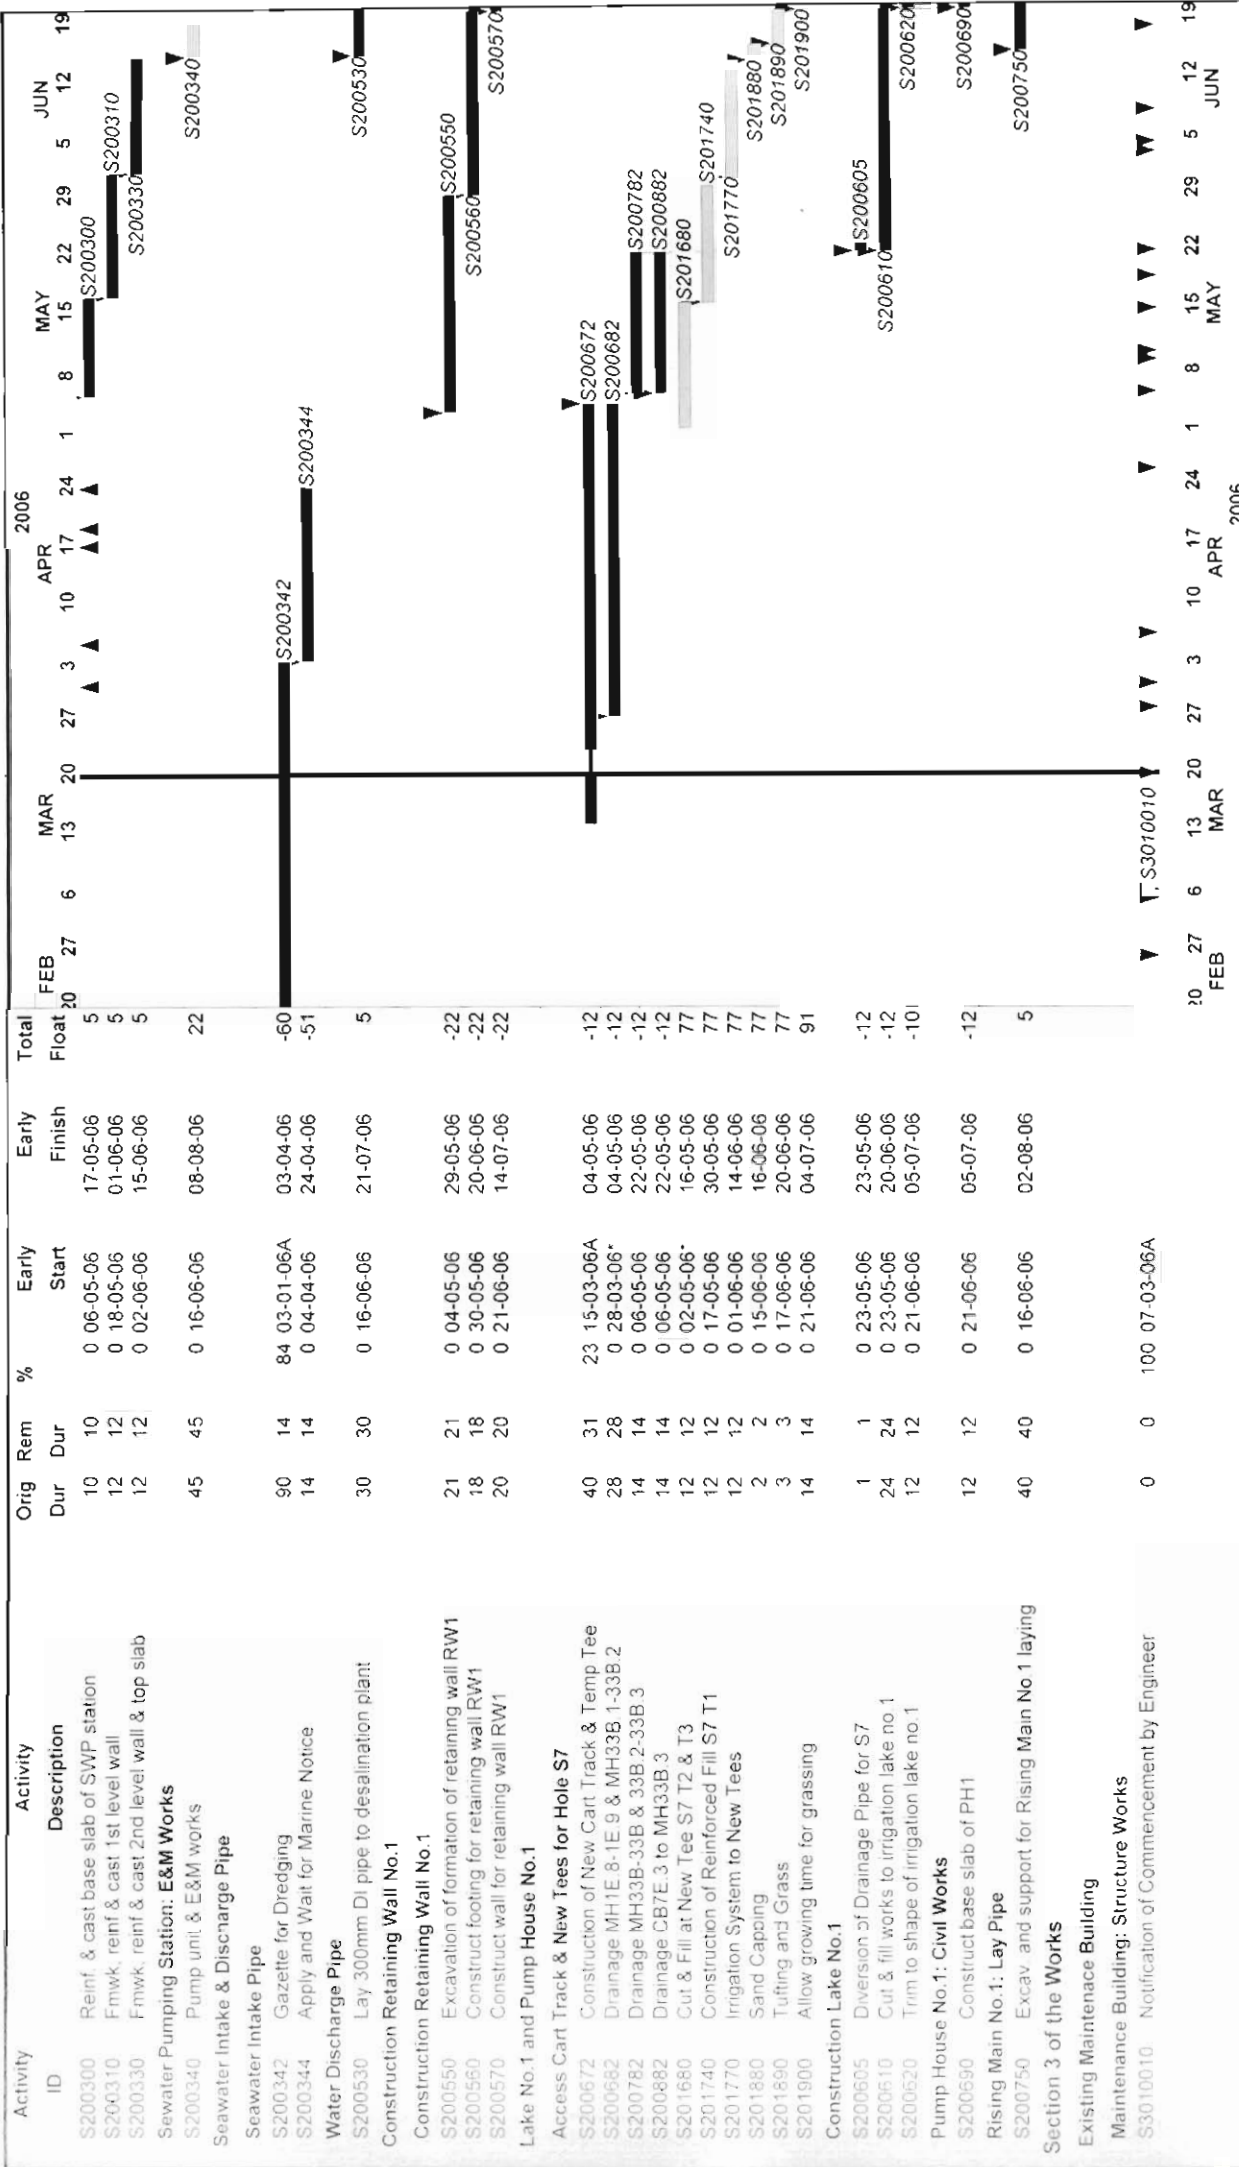 Activity Activity Orig Rem % Early Early Total 2006
ID Description Dur Dur Start Finish Float FEB MAR APR MAY JUN
20 27 6 13 20 27 3 10 17 24 1 8 15 22 29 5 12 19
S200300 Reinf. & cast base slab of SWP station 10 10 0 06-05-06 17-05-06 5 S200300
S200310 Fmwk, reinf & cast 1st level wall 12 12 0 18-05-06 01-06-06 5 S200310
S200330 Fmwk, reinf & cast 2nd level wall & top slab 12 12 0 02-06-06 15-06-06 5 S200330
Sewater Pumping Station: E&M Works
S200340 Pump unit & E&M works 45 45 0 16-06-06 08-08-06 22 S200340
Seawater Intake & Discharge Pipe
Seawater Intake Pipe
S200342 Gazette for Dredging 90 14 84 03-01-06A 03-04-06 -60 S200342
S200344 Apply and Wait for Marine Notice 14 14 0 04-04-06 24-04-06 -51 S200344
Water Discharge Pipe
S200530 Lay 300mm DI pipe to desalination plant 30 30 0 16-06-06 21-07-06 5 S200530
Construction Retaining Wall No.1
Construction Retaining Wall No.1
S200550 Excavation of formation of retaining wall RW1 21 21 0 04-05-06 29-05-06 -22 S200550
S200560 Construct footing for retaining wall RW1 18 18 0 30-05-06 20-06-06 -22 S200560
S200570 Construct wall for retaining wall RW1 20 20 0 21-06-06 14-07-06 -22 S200570
Lake No.1 and Pump House No.1
Access Cart Track & New Tees for Hole S7
S200672 Construction of New Cart Track & Temp Tee 40 31 23 15-03-06A 04-05-06 -12 S200672
S200682 Drainage MH1E.8-1E.9 & MH33B.1-33B.2 28 28 0 28-03-06* 04-05-06 -12 S200682
S200782 Drainage MH33B-33B & 33B.2-33B.3 14 14 0 06-05-06 22-05-06 -12 S200782
S200882 Drainage CB7E.3 to MH33B.3 14 14 0 06-05-06 22-05-06 -12 S200882
S201680 Cut & Fill at New Tee S7 T2 & T3 12 12 0 02-05-06* 16-05-06 77 S201680
S201740 Construction of Reinforced Fill S7 T1 12 12 0 17-05-06 30-05-06 77 S201740
S201770 Irrigation System to New Tees 12 12 0 01-06-06 14-06-06 77 S201770
S201880 Sand Capping 2 2 0 15-06-06 16-06-06 77 S201880
S201890 Tufting and Grass 3 3 0 17-06-06 20-06-06 77 S201890
S201900 Allow growing time for grassing 14 14 0 21-06-06 04-07-06 91 S201900
Construction Lake No.1
S200605 Diversion of Drainage Pipe for S7 1 1 0 23-05-06 23-05-06 -12 S200605
S200610 Cut & fill works to irrigation lake no.1 24 24 0 23-05-06 20-06-06 -12 S200610
S200620 Trim to shape of irrigation lake no.1 12 12 0 21-06-06 05-07-06 -10 S200620
Pump House No.1: Civil Works
S200690 Construct base slab of PH1 12 12 0 21-06-06 05-07-06 -12 S200690
Rising Main No.1: Lay Pipe
S200750 Excav. and support for Rising Main No.1 laying 40 40 0 16-06-06 02-08-06 5 S200750
Section 3 of the Works
Existing Maintenance Building
Maintenance Building: Structure Works
S3010010 Notification of Commencement by Engineer 0 0 100 07-03-06A S3010010
20 27 6 13 20 27 3 10 17 24 1 8 15 22 29 5 12 19
FEB MAR APR MAY JUN
2006